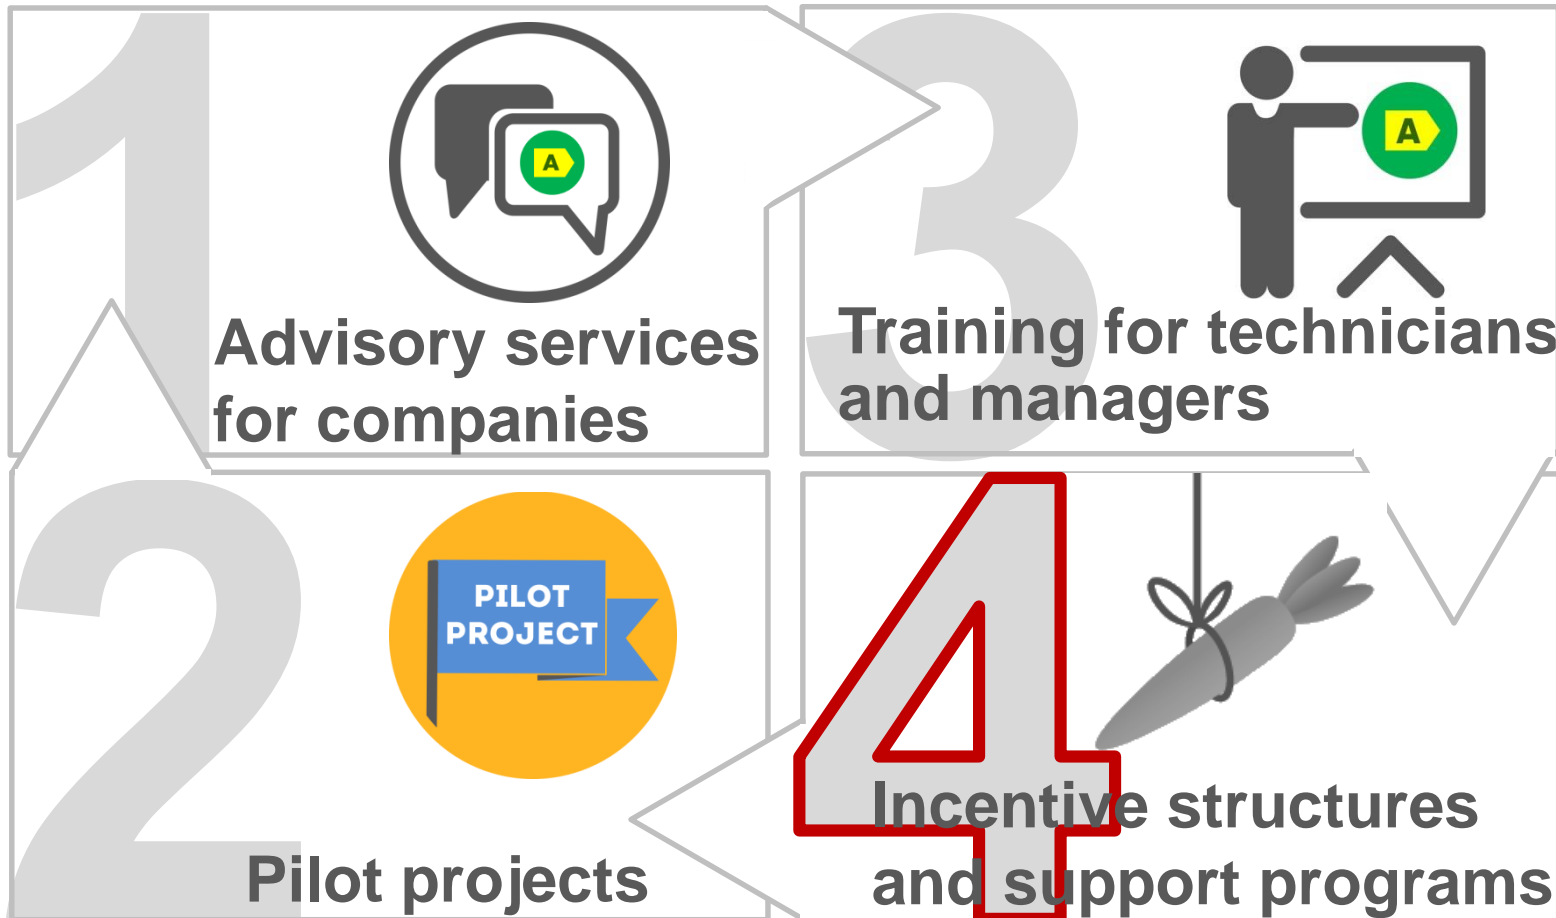 1
A
Advisory services
for companies
3
A
Training for technicians
and managers
2
PILOT
PROJECT
Pilot projects
4
Incentive structures
and support programs